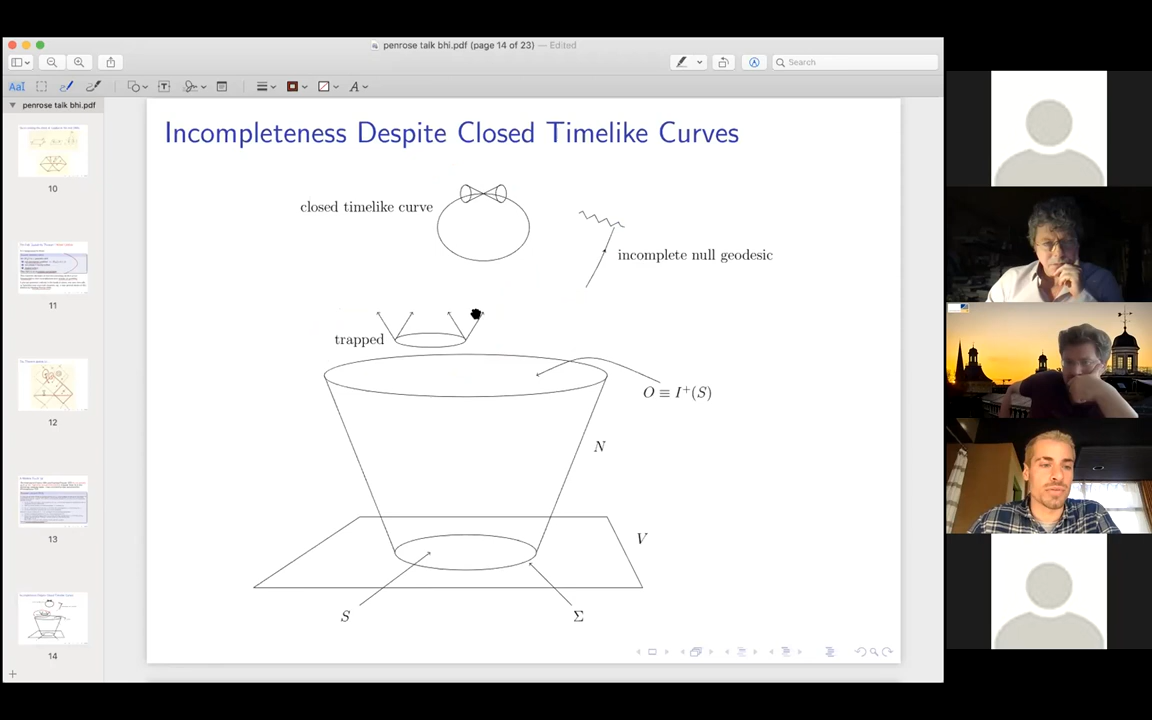 penrose talk bhi.pdf (page 14 of 23) — Edited
Search
penrose talk bhi.pdf
10
11
12
13
14
Incompleteness Despite Closed Timelike Curves
closed timelike curve
incomplete null geodesic
trapped
O ≡ I⁺(S)
N
V
S
Σ